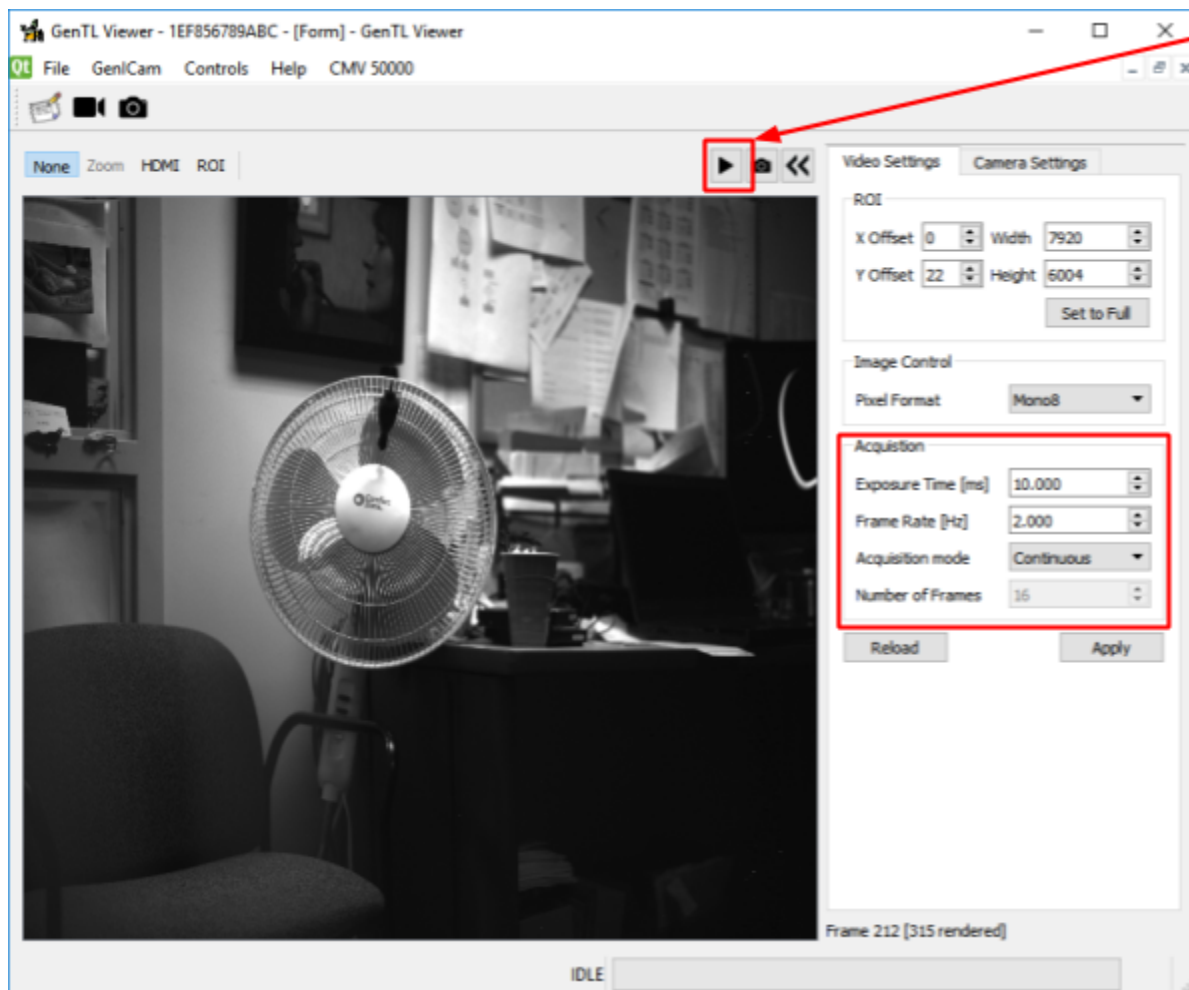 GenTL Viewer - 1EF856789ABC - [Form] - GenTL Viewer
Qt File GenICam Controls Help CMV 50000
None Zoom HDMI ROI
Video Settings Camera Settings
ROI
X Offset 0 Width 7920
Y Offset 22 Height 6004
Set to Full
Image Control
Pixel Format Mono8
Acquistion
Exposure Time [ms] 10.000
Frame Rate [Hz] 2.000
Acquisition mode Continuous
Number of Frames 16
Reload Apply
Frame 212 [315 rendered]
IDLE